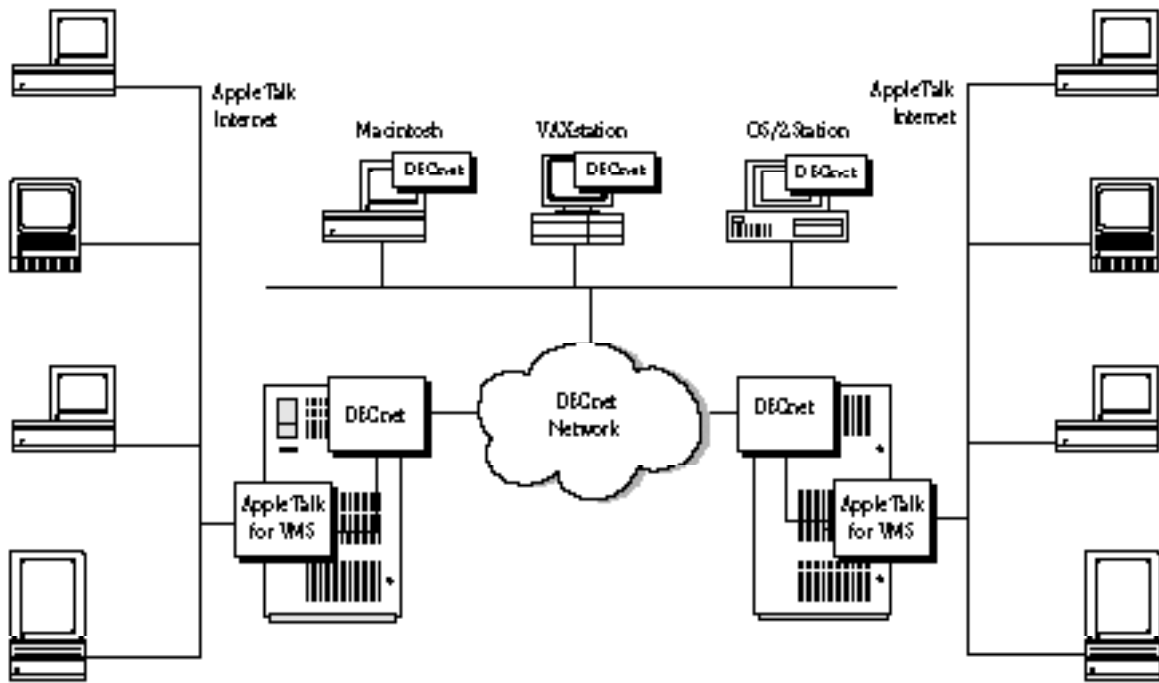 AppleTalk
Internet
AppleTalk
Internet
Macintosh
VAXstation
OS/2 Station
DECnet
DECnet
DECnet
DECnet
DECnet
Network
DECnet
AppleTalk
for VMS
AppleTalk
for VMS